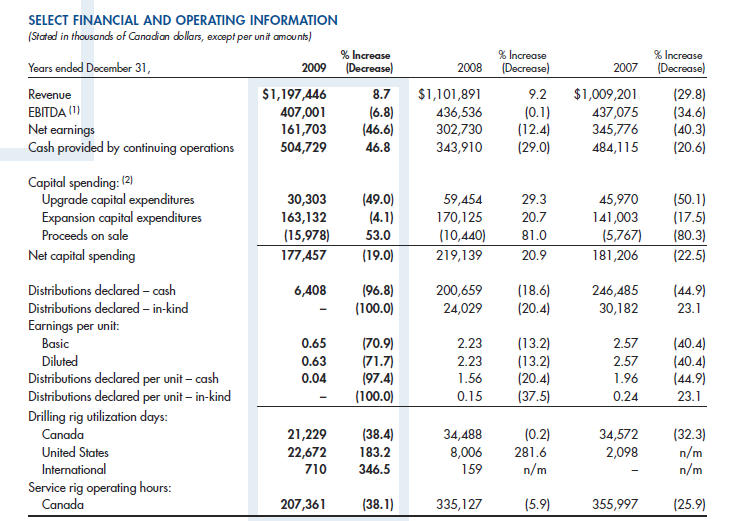 SELECT FINANCIAL AND OPERATING INFORMATION
(Stated in thousands of Canadian dollars, except per unit amounts)
% Increase % Increase % Increase
Years ended December 31, 2009 (Decrease) 2008 (Decrease) 2007 (Decrease)
Revenue $1,197,446 8.7 $1,101,891 9.2 $1,009,201 (29.8)
EBITDA (1) 407,001 (6.8) 436,536 (0.1) 437,075 (34.6)
Net earnings 161,703 (46.6) 302,730 (12.4) 345,776 (40.3)
Cash provided by continuing operations 504,729 46.8 343,910 (29.0) 484,115 (20.6)
Capital spending: (2)
Upgrade capital expenditures 30,303 (49.0) 59,454 29.3 45,970 (50.1)
Expansion capital expenditures 163,132 (4.1) 170,125 20.7 141,003 (17.5)
Proceeds on sale (15,978) 53.0 (10,440) 81.0 (5,767) (80.3)
Net capital spending 177,457 (19.0) 219,139 20.9 181,206 (22.5)
Distributions declared – cash 6,408 (96.8) 200,659 (18.6) 246,485 (44.9)
Distributions declared – in-kind – (100.0) 24,029 (20.4) 30,182 23.1
Earnings per unit:
Basic 0.65 (70.9) 2.23 (13.2) 2.57 (40.4)
Diluted 0.63 (71.7) 2.23 (13.2) 2.57 (40.4)
Distributions declared per unit – cash 0.04 (97.4) 1.56 (20.4) 1.96 (44.9)
Distributions declared per unit – in-kind – (100.0) 0.15 (37.5) 0.24 23.1
Drilling rig utilization days:
Canada 21,229 (38.4) 34,488 (0.2) 34,572 (32.3)
United States 22,672 183.2 8,006 281.6 2,098 n/m
International 710 346.5 159 n/m – n/m
Service rig operating hours:
Canada 207,361 (38.1) 335,127 (5.9) 355,997 (25.9)